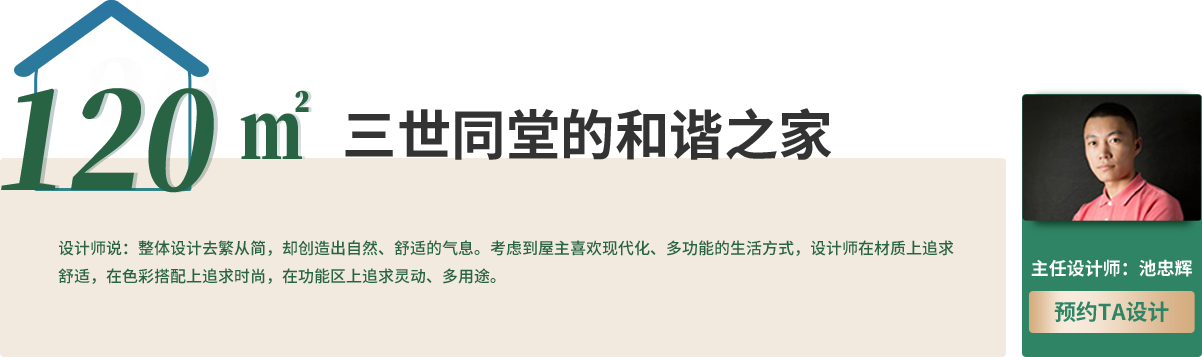 120 m²
三世同堂的和谐之家
设计师说：整体设计去繁从简，却创造出自然、舒适的气息。考虑到屋主喜欢现代化、多功能的生活方式，设计师在材质上追求
舒适，在色彩搭配上追求时尚，在功能区上追求灵动、多用途。
主任设计师：池忠辉
预约TA设计